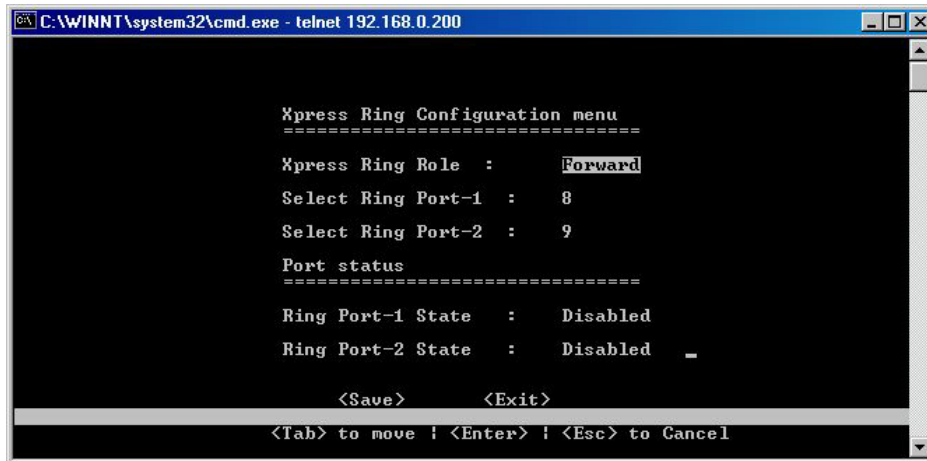 C:\WINNT\system32\cmd.exe - telnet 192.168.0.200
Xpress Ring Configuration menu
================================
Xpress Ring Role : Forward
Select Ring Port-1 : 8
Select Ring Port-2 : 9
Port status
================================
Ring Port-1 State : Disabled
Ring Port-2 State : Disabled _
<Save> <Exit>
<Tab> to move ¦ <Enter> ¦ <Esc> to Cancel